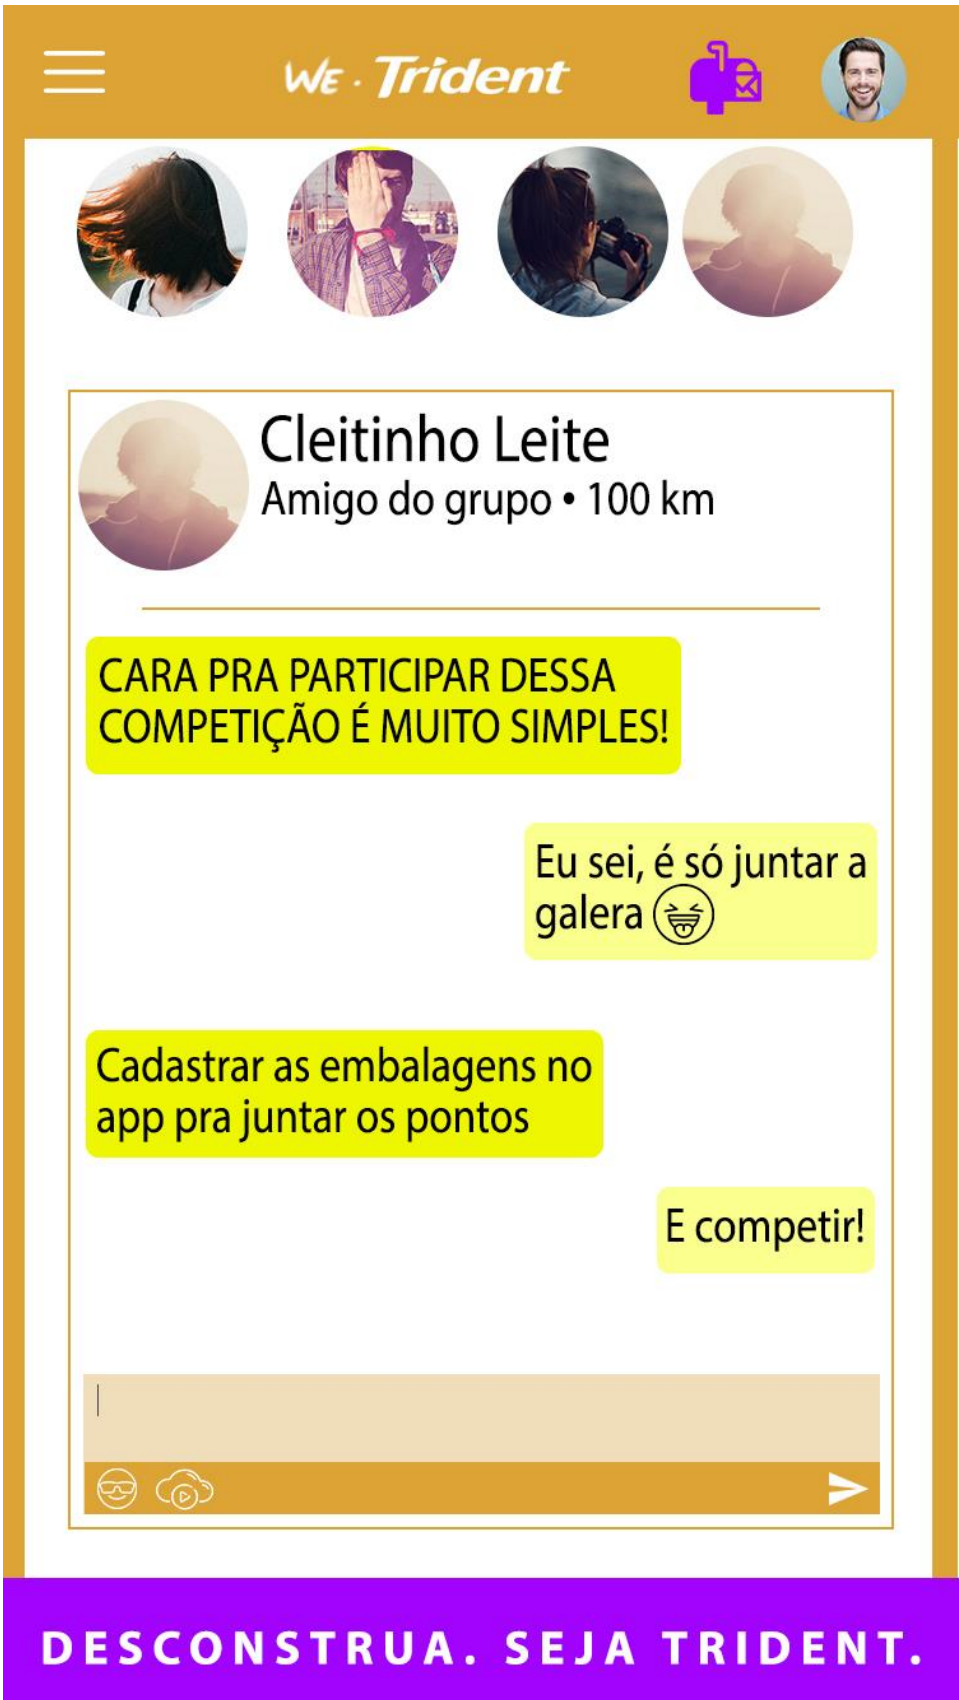 WE · Trident
Cleitinho Leite
Amigo do grupo • 100 km
CARA PRA PARTICIPAR DESSA
COMPETIÇÃO É MUITO SIMPLES!
Eu sei, é só juntar a
galera
Cadastrar as embalagens no
app pra juntar os pontos
E competir!
DESCONSTRUA. SEJA TRIDENT.